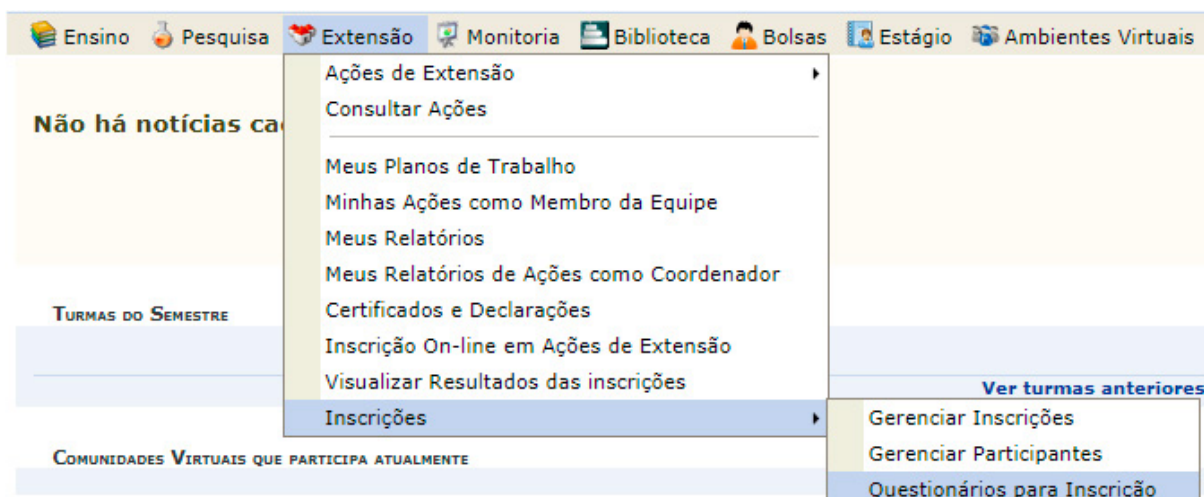 Ensino Pesquisa Extensão Monitoria Biblioteca Bolsas Estágio Ambientes Virtuais
Ações de Extensão
Consultar Ações
Não há notícias ca
Meus Planos de Trabalho
Minhas Ações como Membro da Equipe
Meus Relatórios
Meus Relatórios de Ações como Coordenador
Certificados e Declarações
TURMAS DO SEMESTRE
Inscrição On-line em Ações de Extensão
Visualizar Resultados das inscrições
Ver turmas anteriores
Inscrições
Gerenciar Inscrições
Gerenciar Participantes
Questionários para Inscrição
COMUNIDADES VIRTUAIS QUE PARTICIPA ATUALMENTE